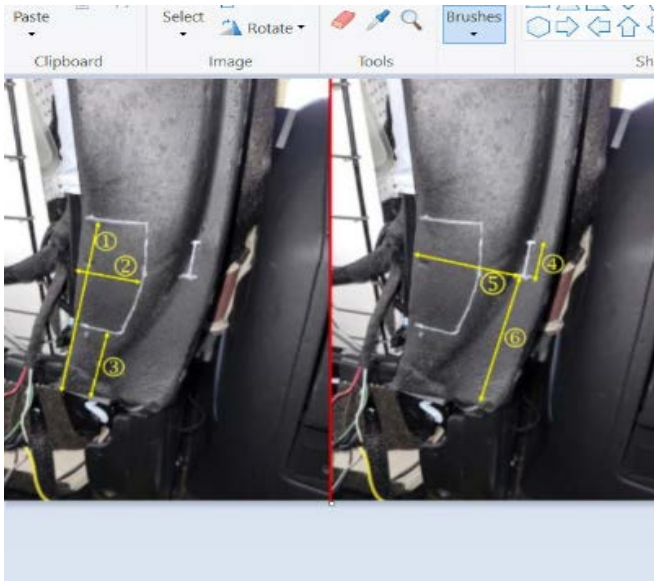 Paste
Select
Rotate
Brushes
Clipboard
Image
Tools
Sh
①
②
③
④
⑤
⑥